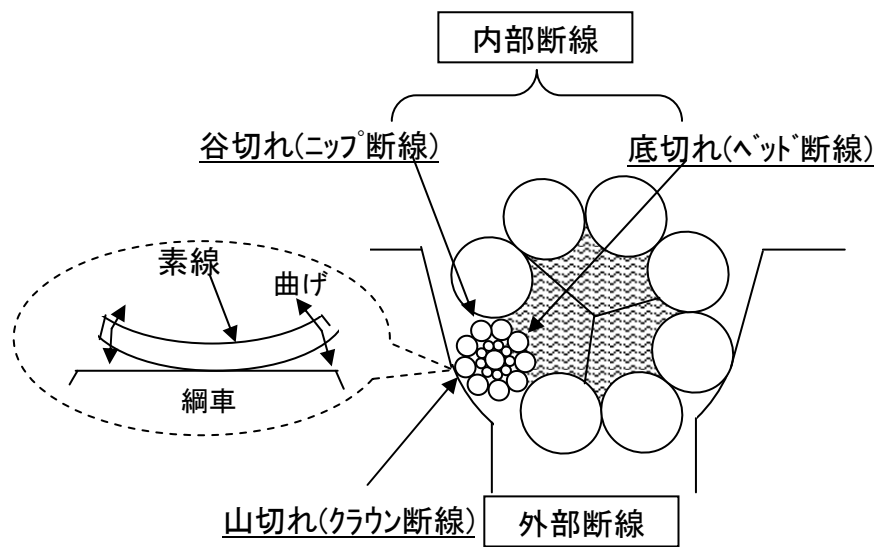 内部断線
谷切れ(ﾆｯﾌﾟ断線)
底切れ(ﾍﾞｯﾄﾞ断線)
素線
曲げ
綱車
山切れ(ｸﾗｳﾝ断線)
外部断線